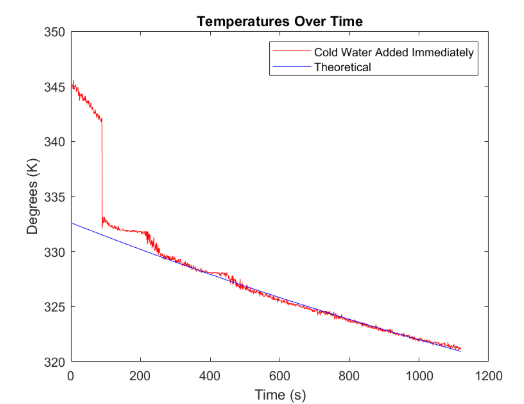 Temperatures Over Time
350
345
340
335
330
325
320
Degrees (K)
Cold Water Added Immediately
Theoretical
0
200
400
600
800
1000
1200
Time (s)